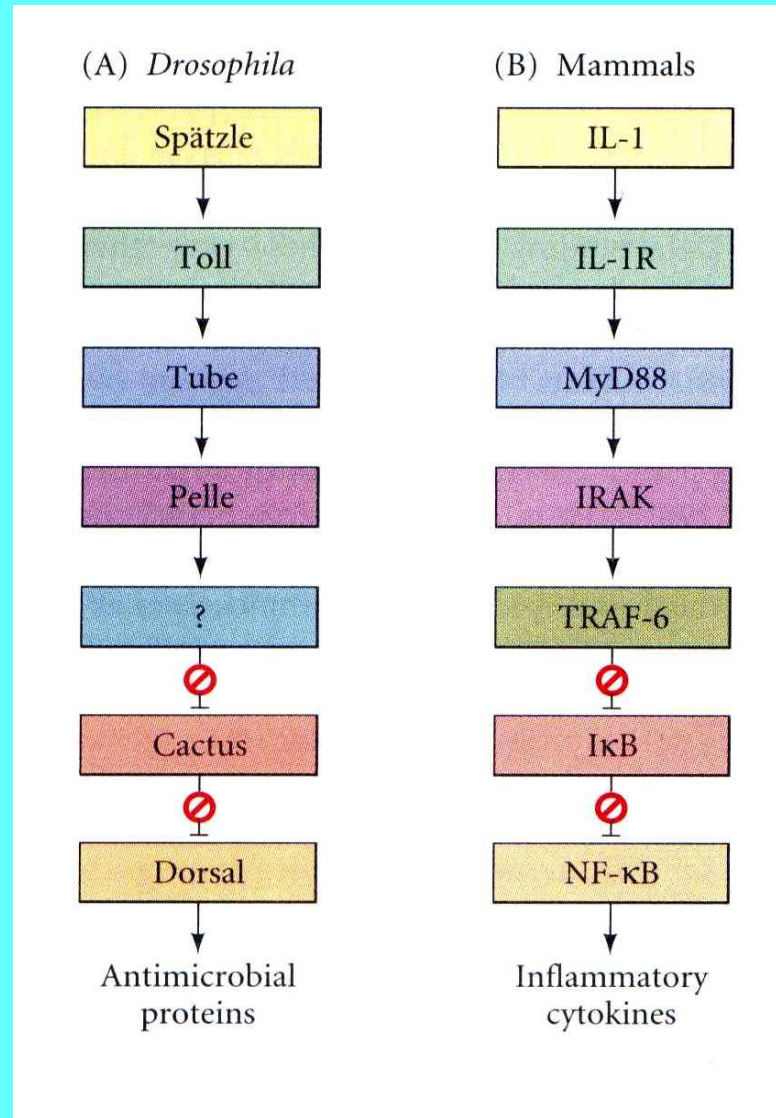 (A) Drosophila
Spätzle
Toll
Tube
Pelle
?
Cactus
Dorsal
Antimicrobial
proteins
(B) Mammals
IL-1
IL-1R
MyD88
IRAK
TRAF-6
IκB
NF-κB
Inflammatory
cytokines